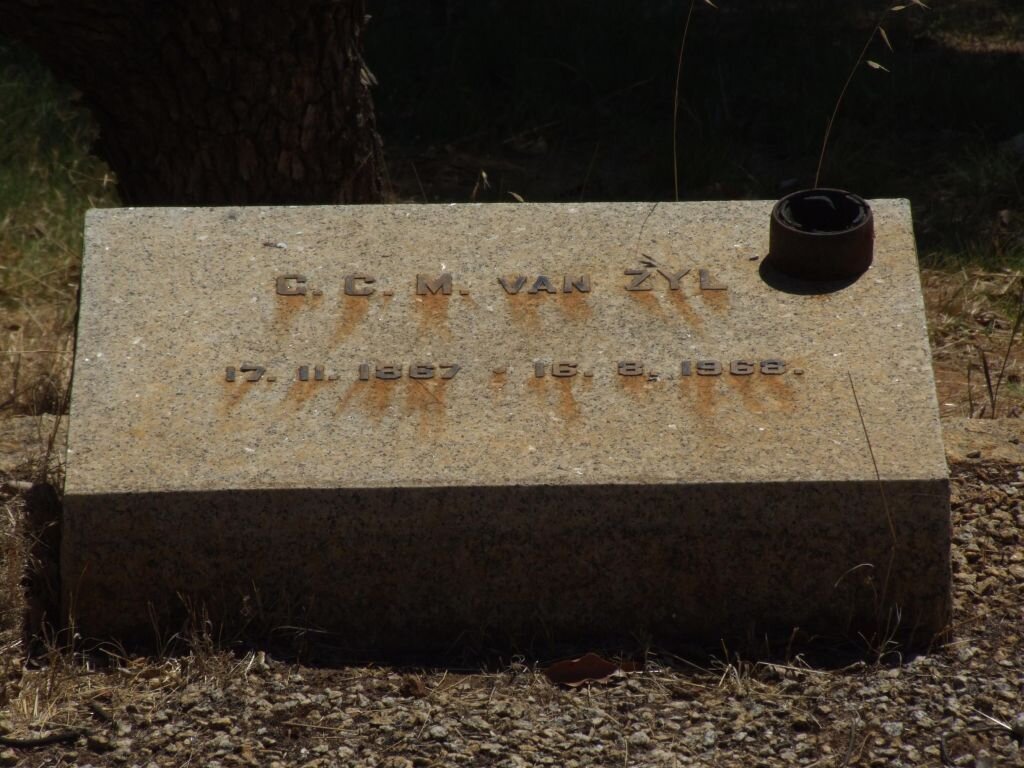 G. C. M. VAN ZYL
17. 11. 1867 - 16. 8. 1968.